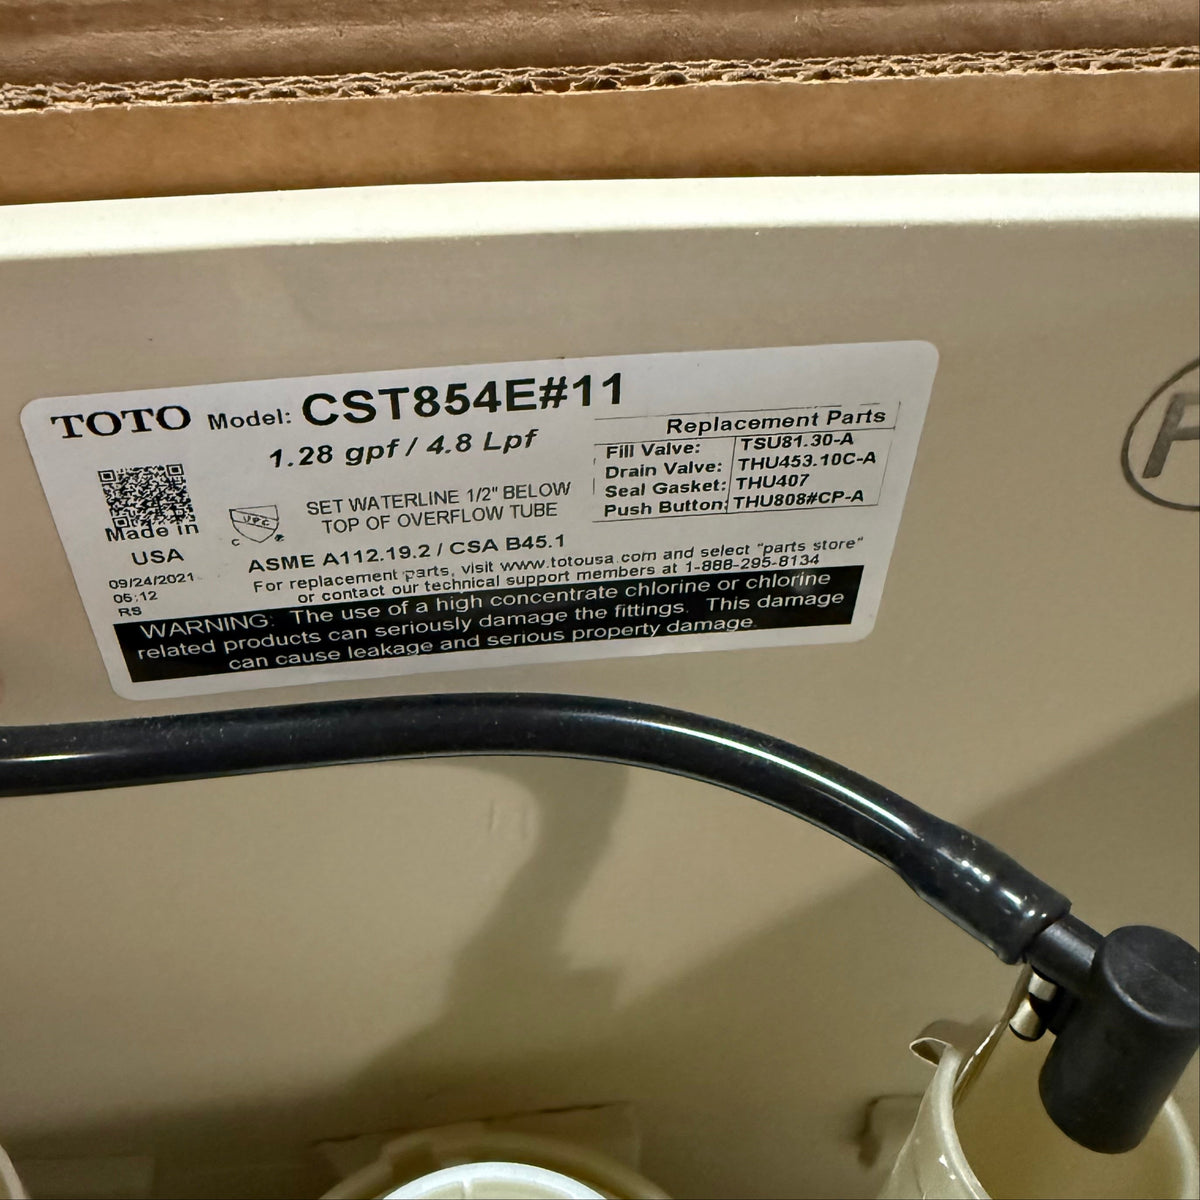 TOTO Model: CST854E#11
1.28 gpf / 4.8 Lpf
SET WATERLINE 1/2" BELOW
TOP OF OVERFLOW TUBE
Replacement Parts
Fill Valve: TSU81.30-A
Drain Valve: THU453.10C-A
Seal Gasket: THU407
Push Button: THU808#CP-A
Made in
USA
09/24/2021
06:12
RS
UPC
C
ASME A112.19.2 / CSA B45.1
For replacement parts, visit www.totousa.com and select "parts store"
or contact our technical support members at 1-888-295-8134
WARNING: The use of a high concentrate chlorine or chlorine
related products can seriously damage the fittings. This damage
can cause leakage and serious property damage.